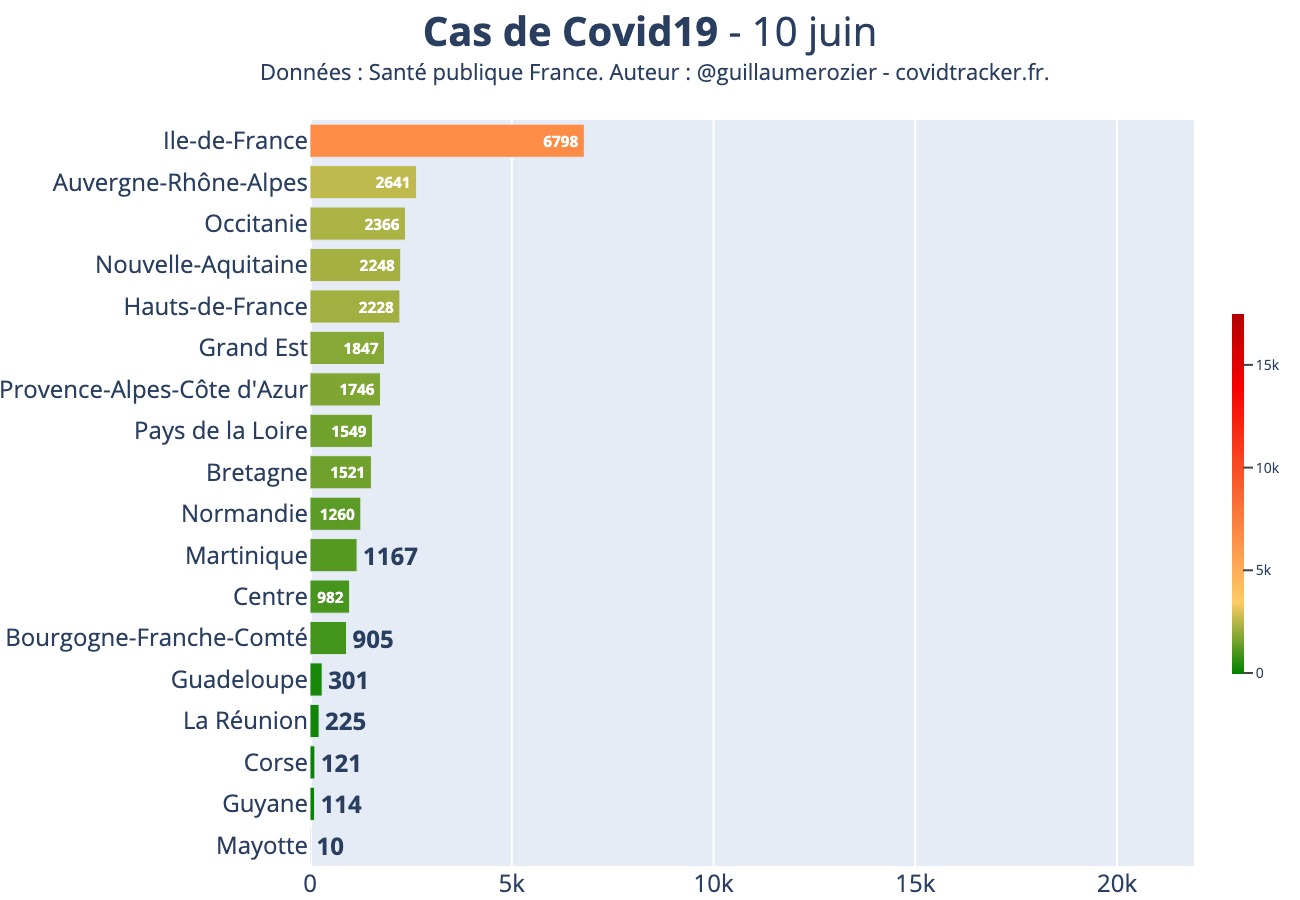 Cas de Covid19 - 10 juin
Données : Santé publique France. Auteur : @guillaumerozier - covidtracker.fr.
Ile-de-France 6798
Auvergne-Rhône-Alpes 2641
Occitanie 2366
Nouvelle-Aquitaine 2248
Hauts-de-France 2228
Grand Est 1847
Provence-Alpes-Côte d'Azur 1746
Pays de la Loire 1549
Bretagne 1521
Normandie 1260
Martinique 1167
Centre 982
Bourgogne-Franche-Comté 905
Guadeloupe 301
La Réunion 225
Corse 121
Guyane 114
Mayotte 10
0 5k 10k 15k 20k
15k
10k
5k
0